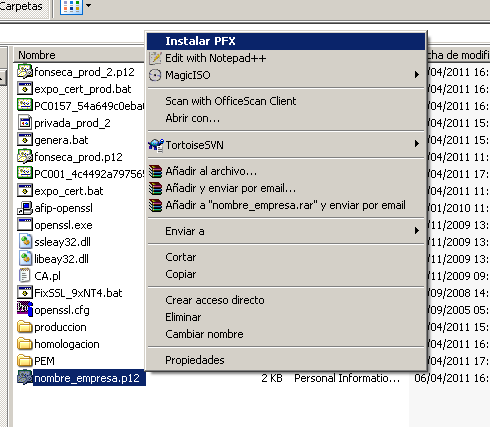 Carpetas
Nombre
cha de modifi
fonseca_prod_2.p12
/04/2011 16:
expo_cert_prod.bat
/04/2011 16:
PC0157_54a649c0eba
/04/2011 16:
privada_prod_2
/04/2011 15:
genera.bat
/04/2011 15:
fonseca_prod.p12
/04/2011 16:
PC001_4c4492a797565
/04/2011 16:
expo_cert.bat
/04/2011 15:
afip-openssl
/01/2010 11:
openssl.exe
/11/2009 13:
ssleay32.dll
/11/2009 13:
libeay32.dll
/11/2009 13:
CA.pl
/11/2009 09:
FixSSL_9xNT4.bat
/09/2008 14:
openssl.cfg
/09/2005 05:
produccion
/04/2011 16:
homologacion
/04/2011 16:
PEM
/04/2011 17:
nombre_empresa.p12
2 KB
Personal Informatio...
06/04/2011 16:
Instalar PFX
Edit with Notepad++
MagicISO
Scan with OfficeScan Client
Abrir con...
TortoiseSVN
Añadir al archivo...
Añadir y enviar por email...
Añadir a "nombre_empresa.rar" y enviar por email
Enviar a
Cortar
Copiar
Crear acceso directo
Eliminar
Cambiar nombre
Propiedades